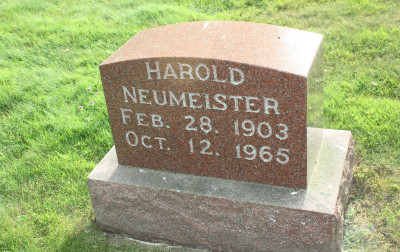 HAROLD
NEUMEISTER
FEB. 28. 1903
OCT. 12. 1965